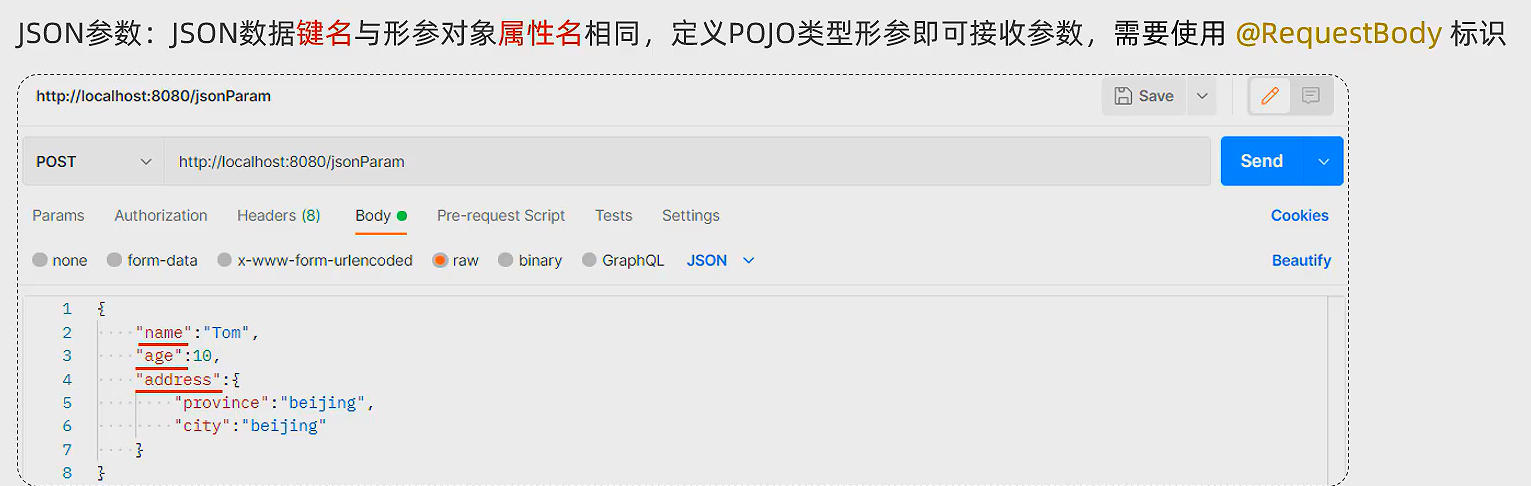 JSON参数：JSON数据键名与形参对象属性名相同，定义POJO类型形参即可接收参数，需要使用 @RequestBody 标识
http://localhost:8080/jsonParam Save
POST http://localhost:8080/jsonParam Send
Params Authorization Headers (8) Body Pre-request Script Tests Settings Cookies
none form-data x-www-form-urlencoded raw binary GraphQL JSON Beautify
1 {
2 "name":"Tom",
3 "age":10,
4 "address":{
5 "province":"beijing",
6 "city":"beijing"
7 }
8 }